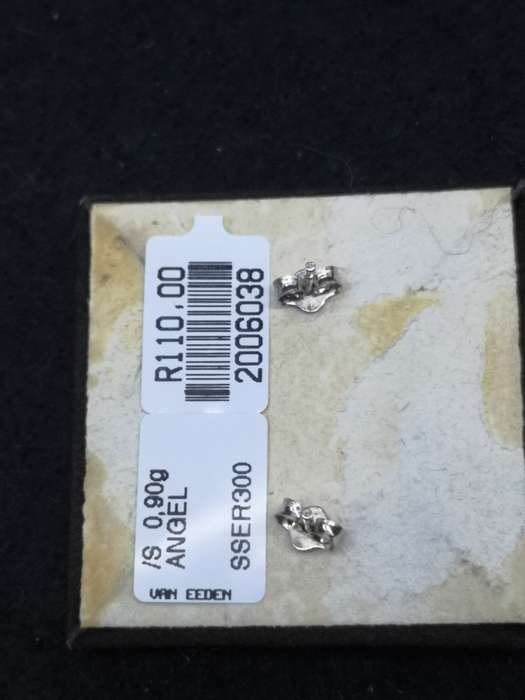 R110,00
2006038
/S 0,90g
ANGEL
SSER300
VAN EEDEN